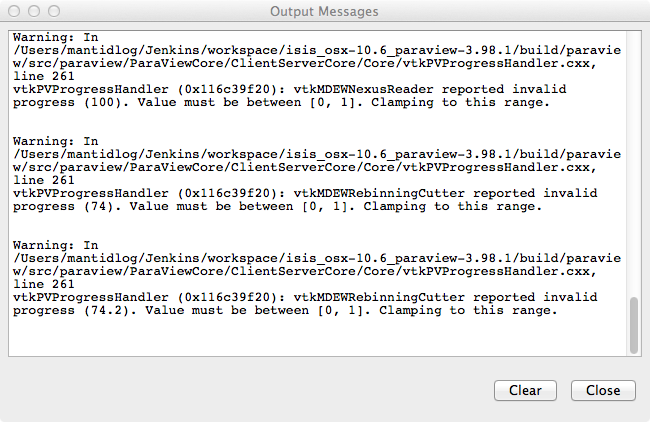 Output Messages
Warning: In
/Users/mantidlog/Jenkins/workspace/isis_osx-10.6_paraview-3.98.1/build/paravie
w/src/paraview/ParaViewCore/ClientServerCore/Core/vtkPVProgressHandler.cxx,
line 261
vtkPVProgressHandler (0x116c39f20): vtkMDEWNexusReader reported invalid
progress (100). Value must be between [0, 1]. Clamping to this range.
Warning: In
/Users/mantidlog/Jenkins/workspace/isis_osx-10.6_paraview-3.98.1/build/paravie
w/src/paraview/ParaViewCore/ClientServerCore/Core/vtkPVProgressHandler.cxx,
line 261
vtkPVProgressHandler (0x116c39f20): vtkMDEWRebinningCutter reported invalid
progress (74). Value must be between [0, 1]. Clamping to this range.
Warning: In
/Users/mantidlog/Jenkins/workspace/isis_osx-10.6_paraview-3.98.1/build/paravie
w/src/paraview/ParaViewCore/ClientServerCore/Core/vtkPVProgressHandler.cxx,
line 261
vtkPVProgressHandler (0x116c39f20): vtkMDEWRebinningCutter reported invalid
progress (74.2). Value must be between [0, 1]. Clamping to this range.
Clear Close